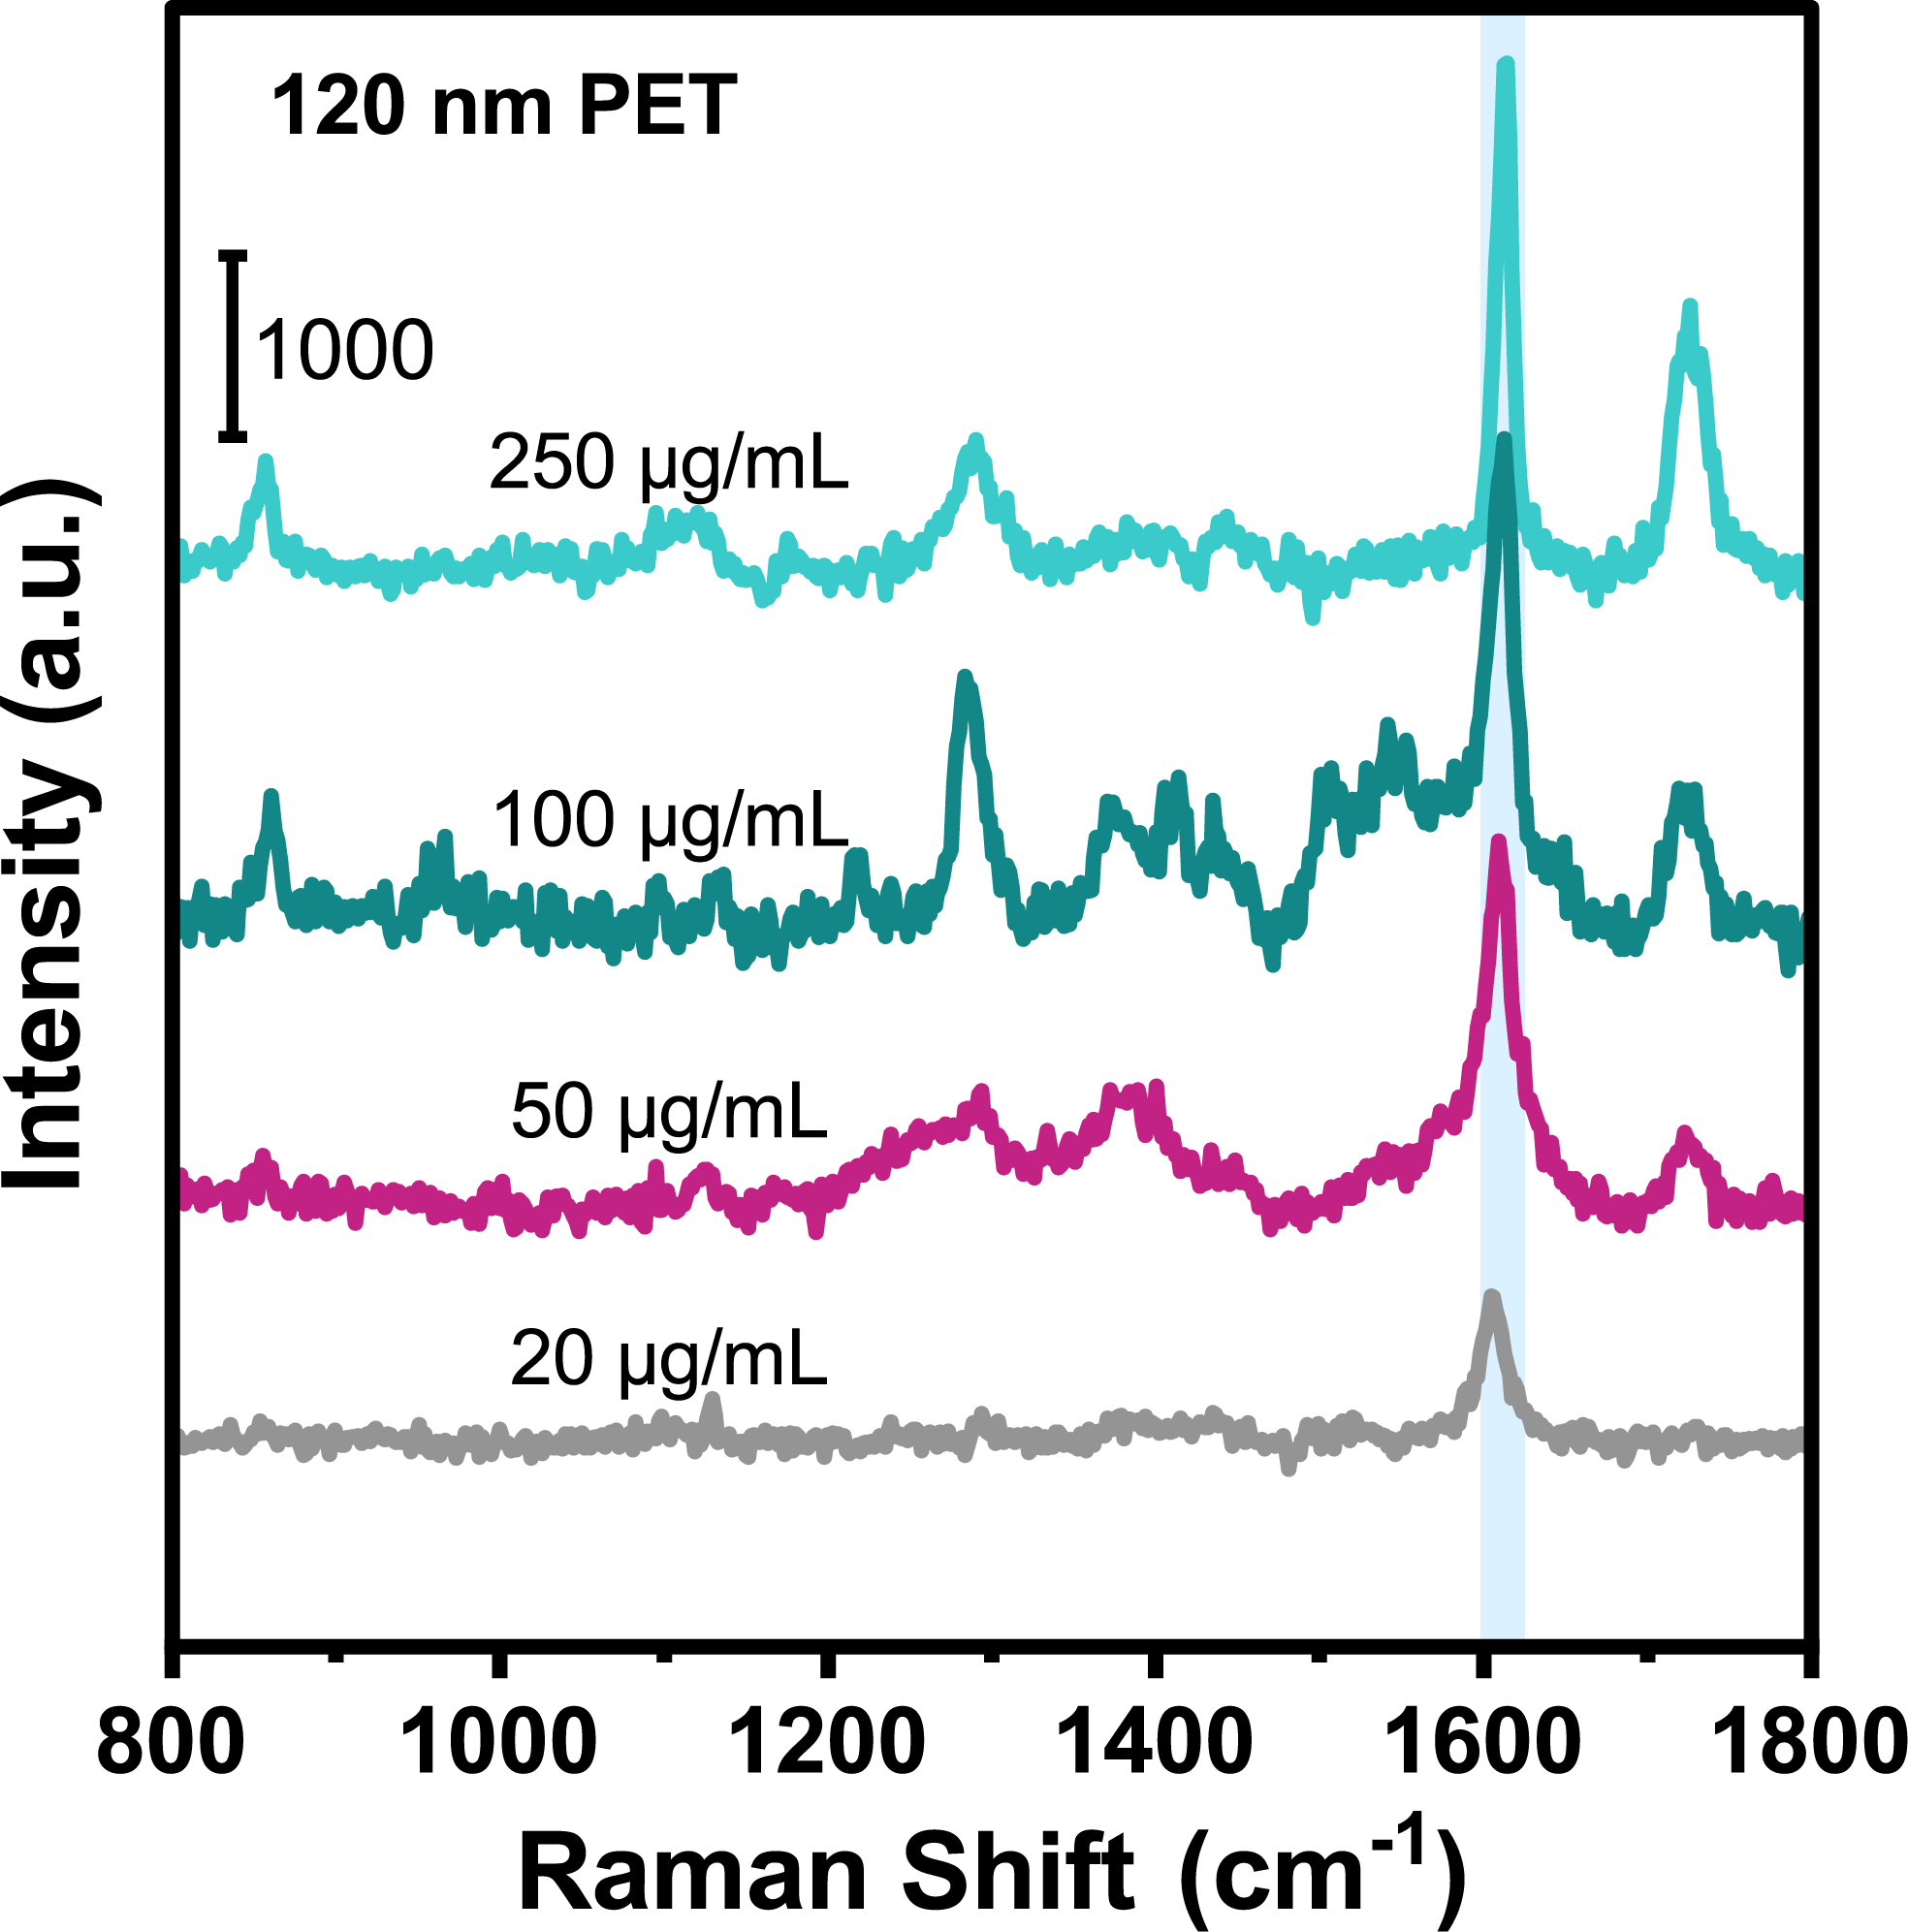 120 nm PET
1000
250 µg/mL
100 µg/mL
50 µg/mL
20 µg/mL
Intensity (a.u.)
800 1000 1200 1400 1600 1800
Raman Shift (cm-1)